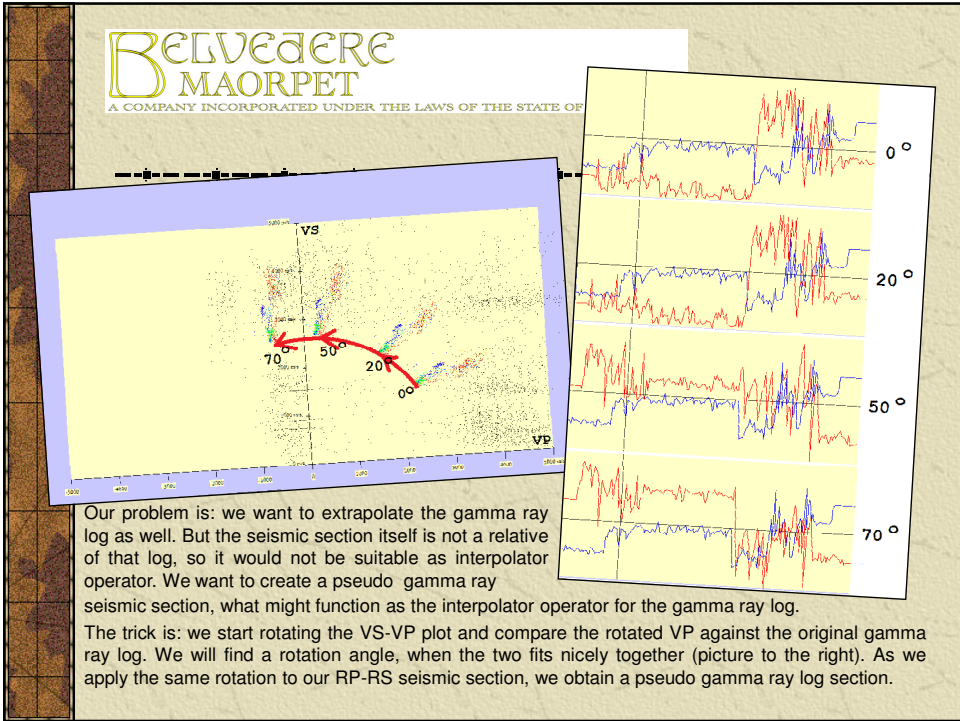 BELVEDERE
MAORPET
A COMPANY INCORPORATED UNDER THE LAWS OF THE STATE OF
VS
70°
50°
20°
0°
VP
-5000
-4000
-3000
-2000
-1000
0
0°
20°
50°
70°
Our problem is: we want to extrapolate the gamma ray
log as well. But the seismic section itself is not a relative
of that log, so it would not be suitable as interpolator
operator. We want to create a pseudo gamma ray
seismic section, what might function as the interpolator operator for the gamma ray log.
The trick is: we start rotating the VS-VP plot and compare the rotated VP against the original gamma
ray log. We will find a rotation angle, when the two fits nicely together (picture to the right). As we
apply the same rotation to our RP-RS seismic section, we obtain a pseudo gamma ray log section.